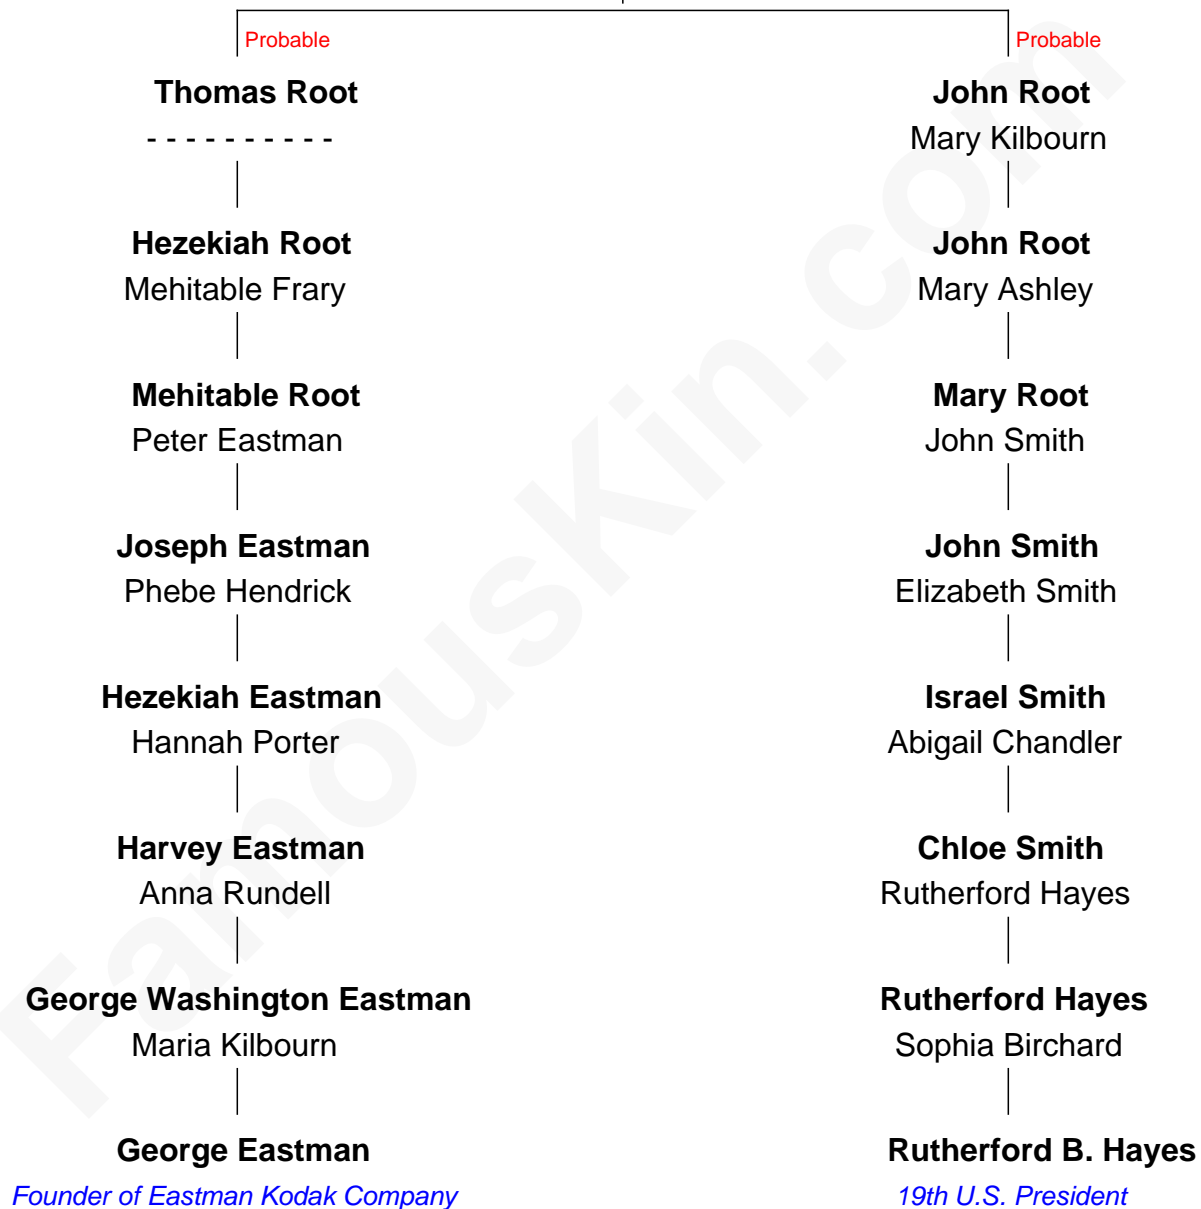 Probable Probable
Thomas Root John Root
- - - - - - - - - - Mary Kilbourn
Hezekiah Root John Root
Mehitable Frary Mary Ashley
Mehitable Root Mary Root
Peter Eastman John Smith
Joseph Eastman John Smith
Phebe Hendrick Elizabeth Smith
Hezekiah Eastman Israel Smith
Hannah Porter Abigail Chandler
Harvey Eastman Chloe Smith
Anna Rundell Rutherford Hayes
George Washington Eastman Rutherford Hayes
Maria Kilbourn Sophia Birchard
George Eastman Rutherford B. Hayes
Founder of Eastman Kodak Company 19th U.S. President
FamousKin.com